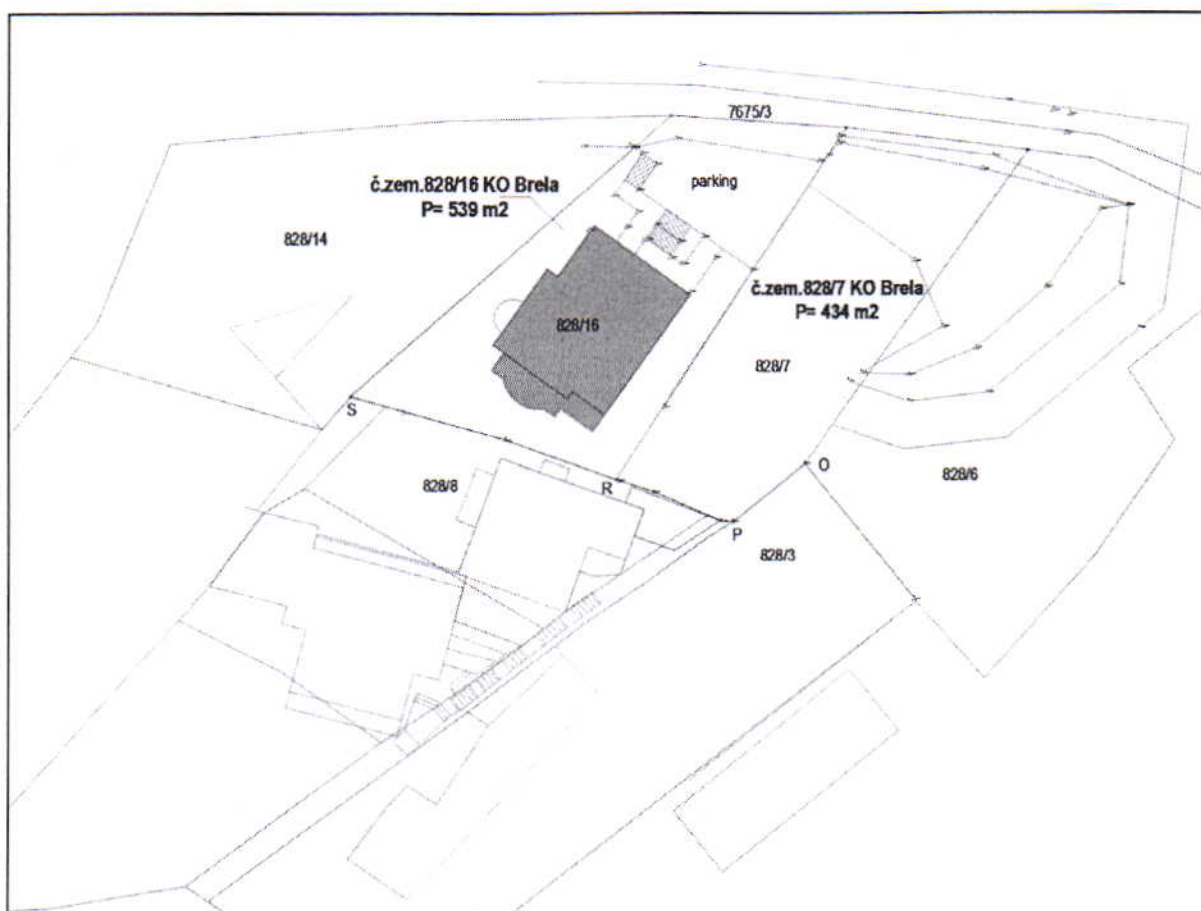 7675/3
č.zem.828/16 KO Brela
P= 539 m2
parking
828/14
č.zem.828/7 KO Brela
P= 434 m2
828/16
828/7
S
828/8
R
O
828/6
P
828/3